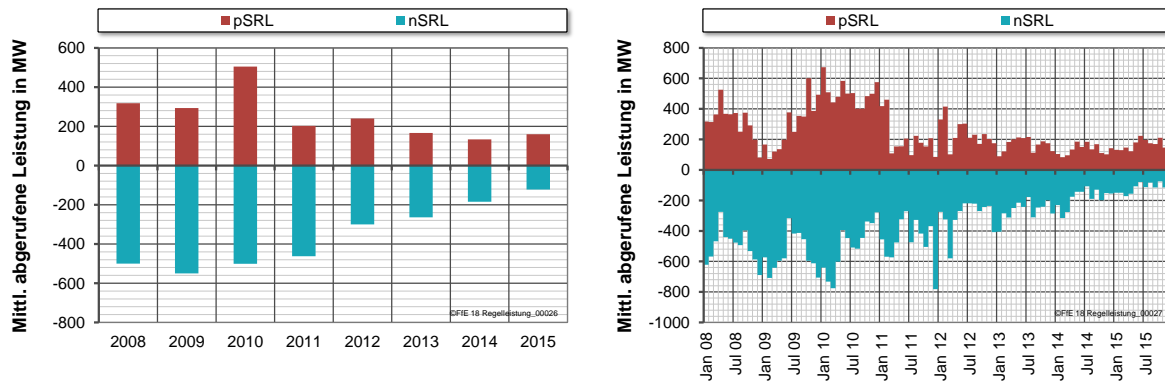 pSRL nSRL
Mittl. abgerufene Leistung in MW
600
400
200
0
-200
-400
-600
-800
©FfE 18 Regelleistung_00026
2008 2009 2010 2011 2012 2013 2014 2015
pSRL nSRL
Mittl. abgerufene Leistung in MW
800
600
400
200
0
-200
-400
-600
-800
-1000
©FfE 18 Regelleistung_00027
Jan 08 Jul 08 Jan 09 Jul 09 Jan 10 Jul 10 Jan 11 Jul 11 Jan 12 Jul 12 Jan 13 Jul 13 Jan 14 Jul 14 Jan 15 Jul 15